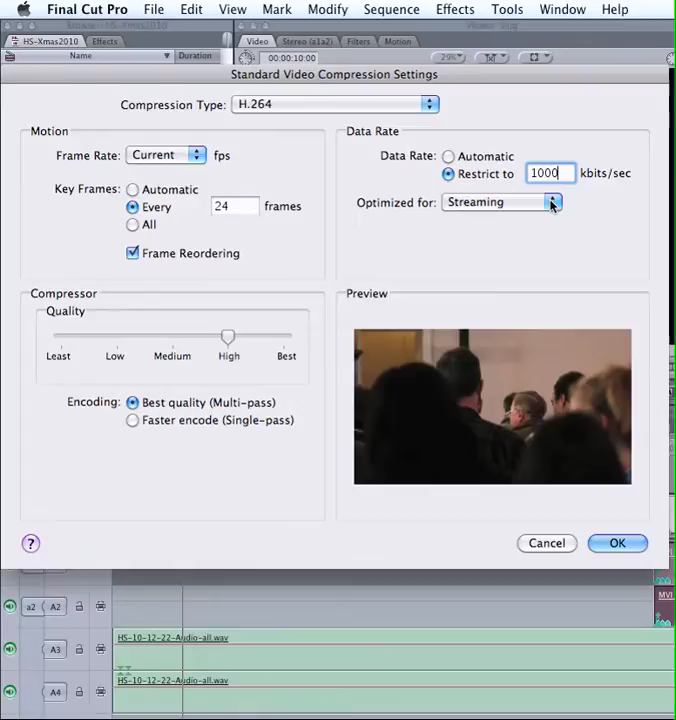 Final Cut Pro File Edit View Mark Modify Sequence Effects Tools Window Help
HS-Xmas2010 Effects Video Stereo (a1a2) Filters Motion
Name Duration 00:00:10:00 29%
Standard Video Compression Settings
Compression Type: H.264
Motion
Frame Rate: Current fps
Key Frames: Automatic
Every 24 frames
All
Frame Reordering
Data Rate
Data Rate: Automatic
Restrict to 1000 kbits/sec
Optimized for: Streaming
Compressor
Quality
Least Low Medium High Best
Encoding: Best quality (Multi-pass)
Faster encode (Single-pass)
Preview
? Cancel OK
a2 A2 MVI
A3 HS-10-12-22-Audio-all.wav
A4 HS-10-12-22-Audio-all.wav